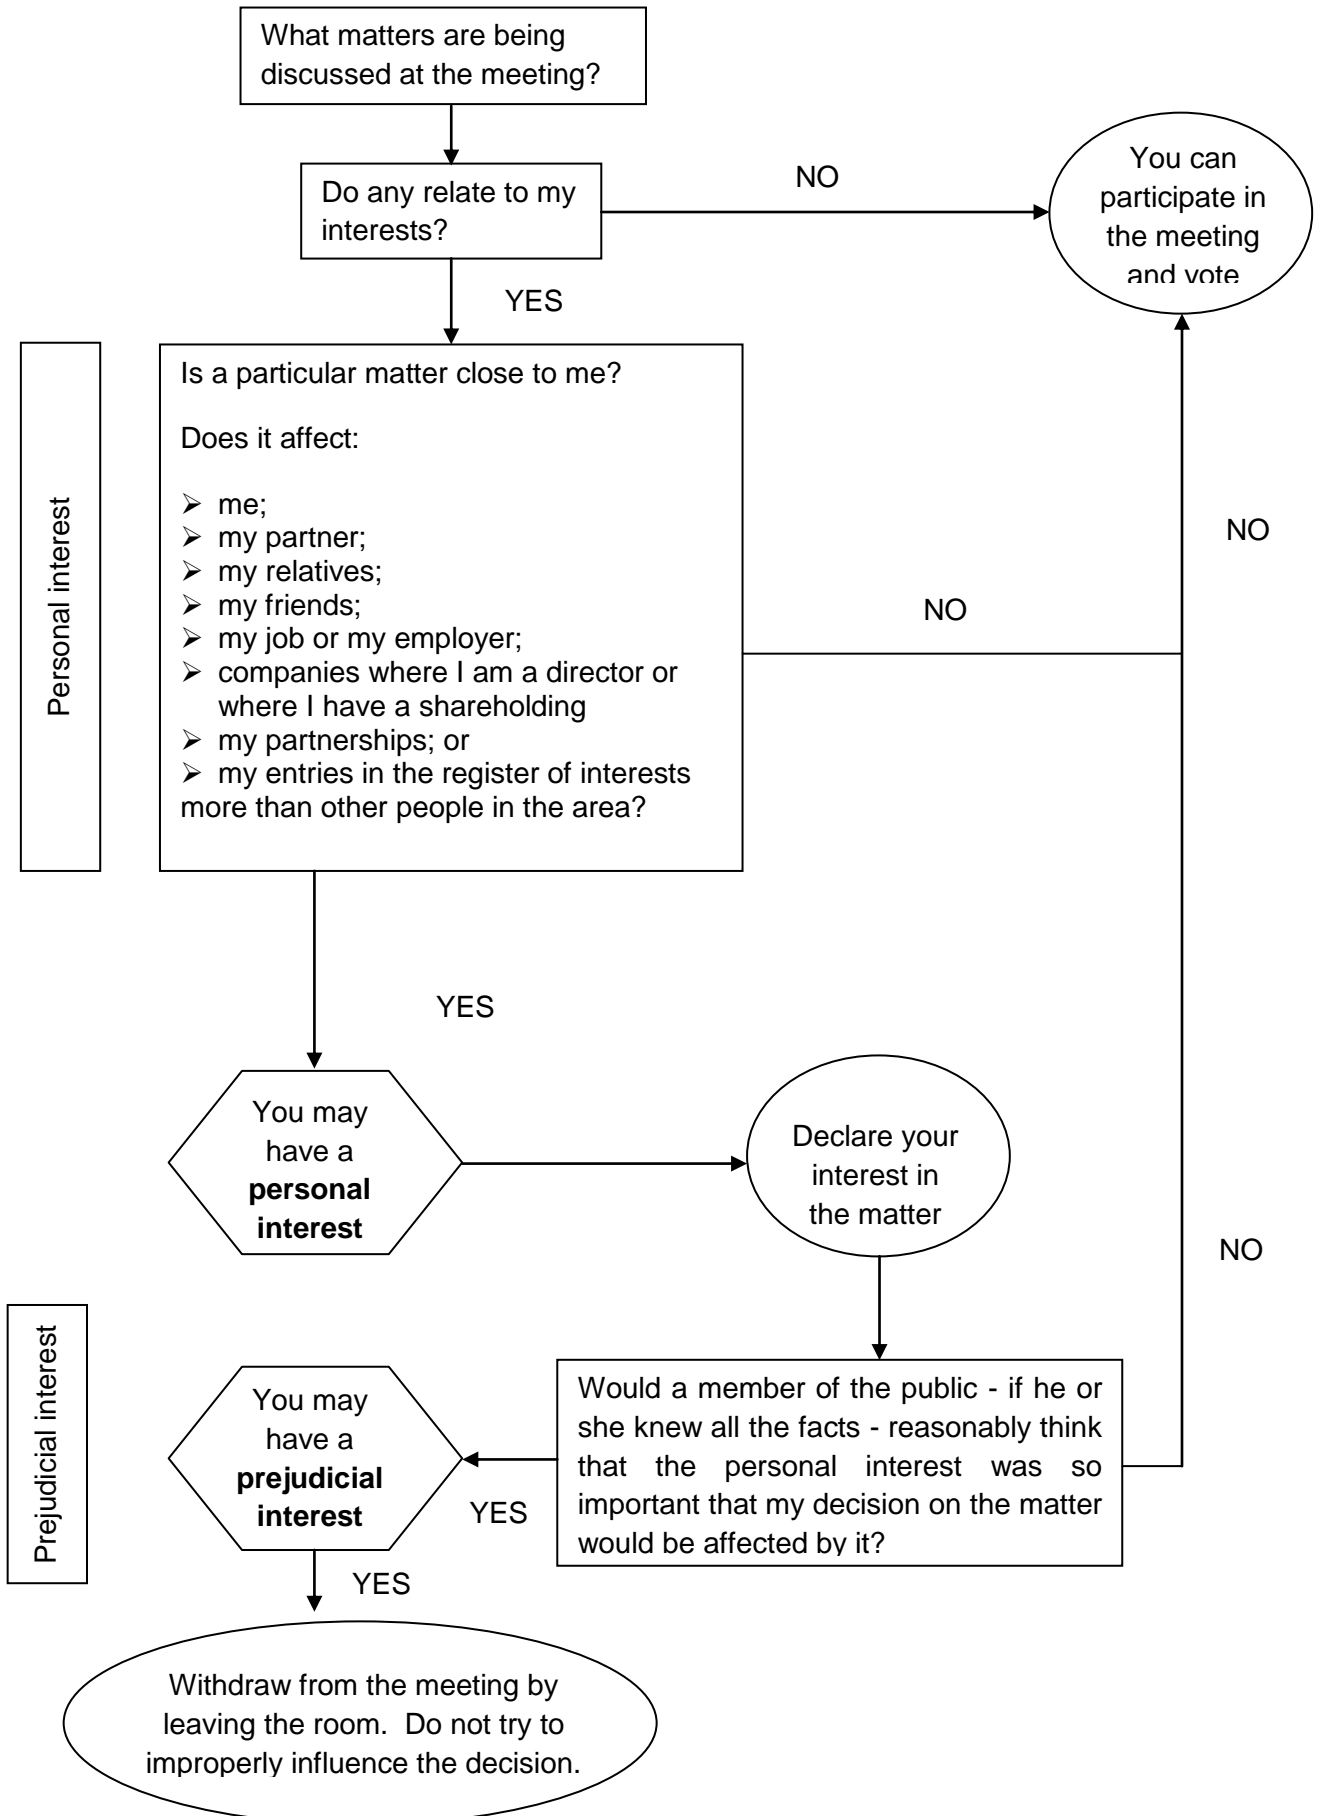 What matters are being
discussed at the meeting?
Do any relate to my
interests?
NO
You can
participate in
the meeting
and vote
YES
Personal interest
Is a particular matter close to me?
Does it affect:
➢ me;
➢ my partner;
➢ my relatives;
➢ my friends;
➢ my job or my employer;
➢ companies where I am a director or
where I have a shareholding
➢ my partnerships; or
➢ my entries in the register of interests
more than other people in the area?
NO
NO
YES
You may
have a
personal
interest
Declare your
interest in
the matter
NO
Prejudicial interest
You may
have a
prejudicial
interest
YES
Would a member of the public - if he or
she knew all the facts - reasonably think
that the personal interest was so
important that my decision on the matter
would be affected by it?
YES
Withdraw from the meeting by
leaving the room. Do not try to
improperly influence the decision.